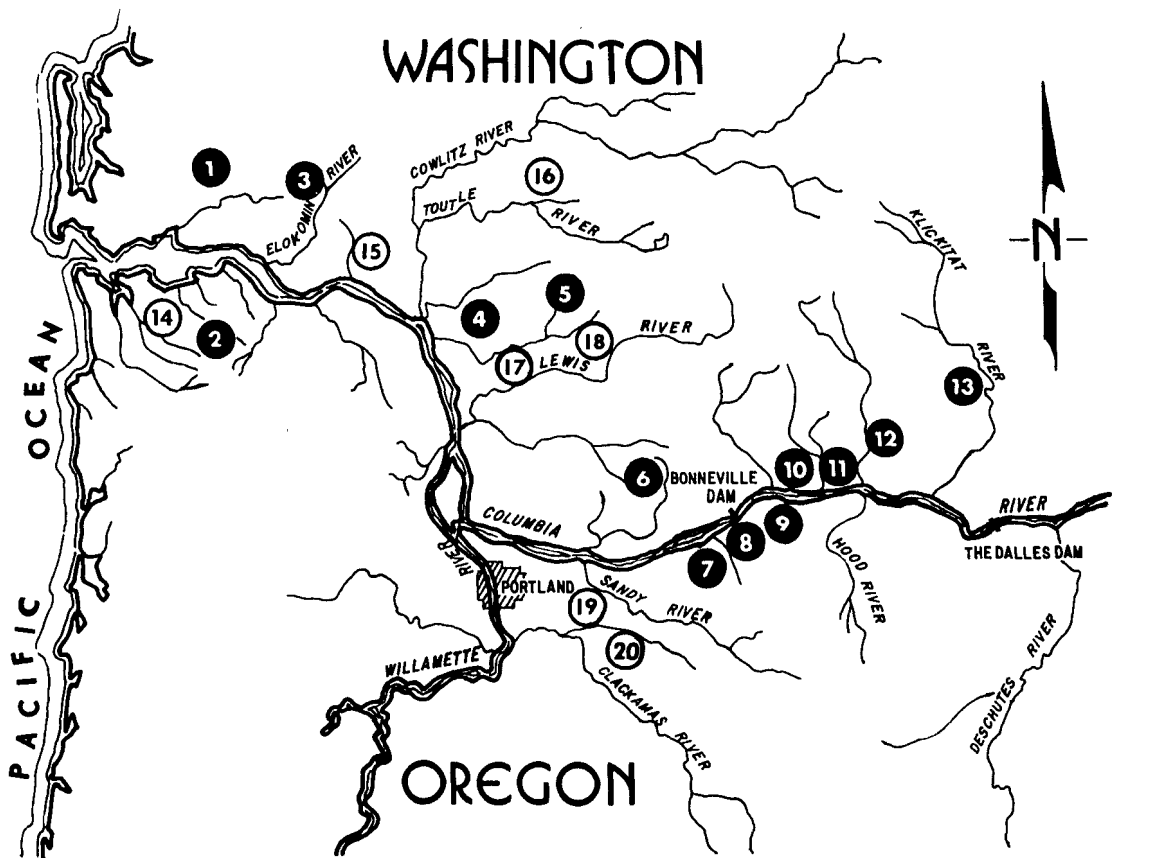 WASHINGTON
COWLITZ RIVER
1
3
ELOKOMIN RIVER
16
TOUTLE RIVER
KLICKITAT RIVER
N
15
14
2
4
5
17
18
LEWIS RIVER
13
12
10
11
6
BONNEVILLE
DAM
9
8
7
COLUMBIA RIVER
THE DALLES DAM
HOOD RIVER
RIVER
PORTLAND
SANDY RIVER
19
20
WILLAMETTE
CLACKAMAS RIVER
DESCHUTES RIVER
PACIFIC OCEAN
OREGON